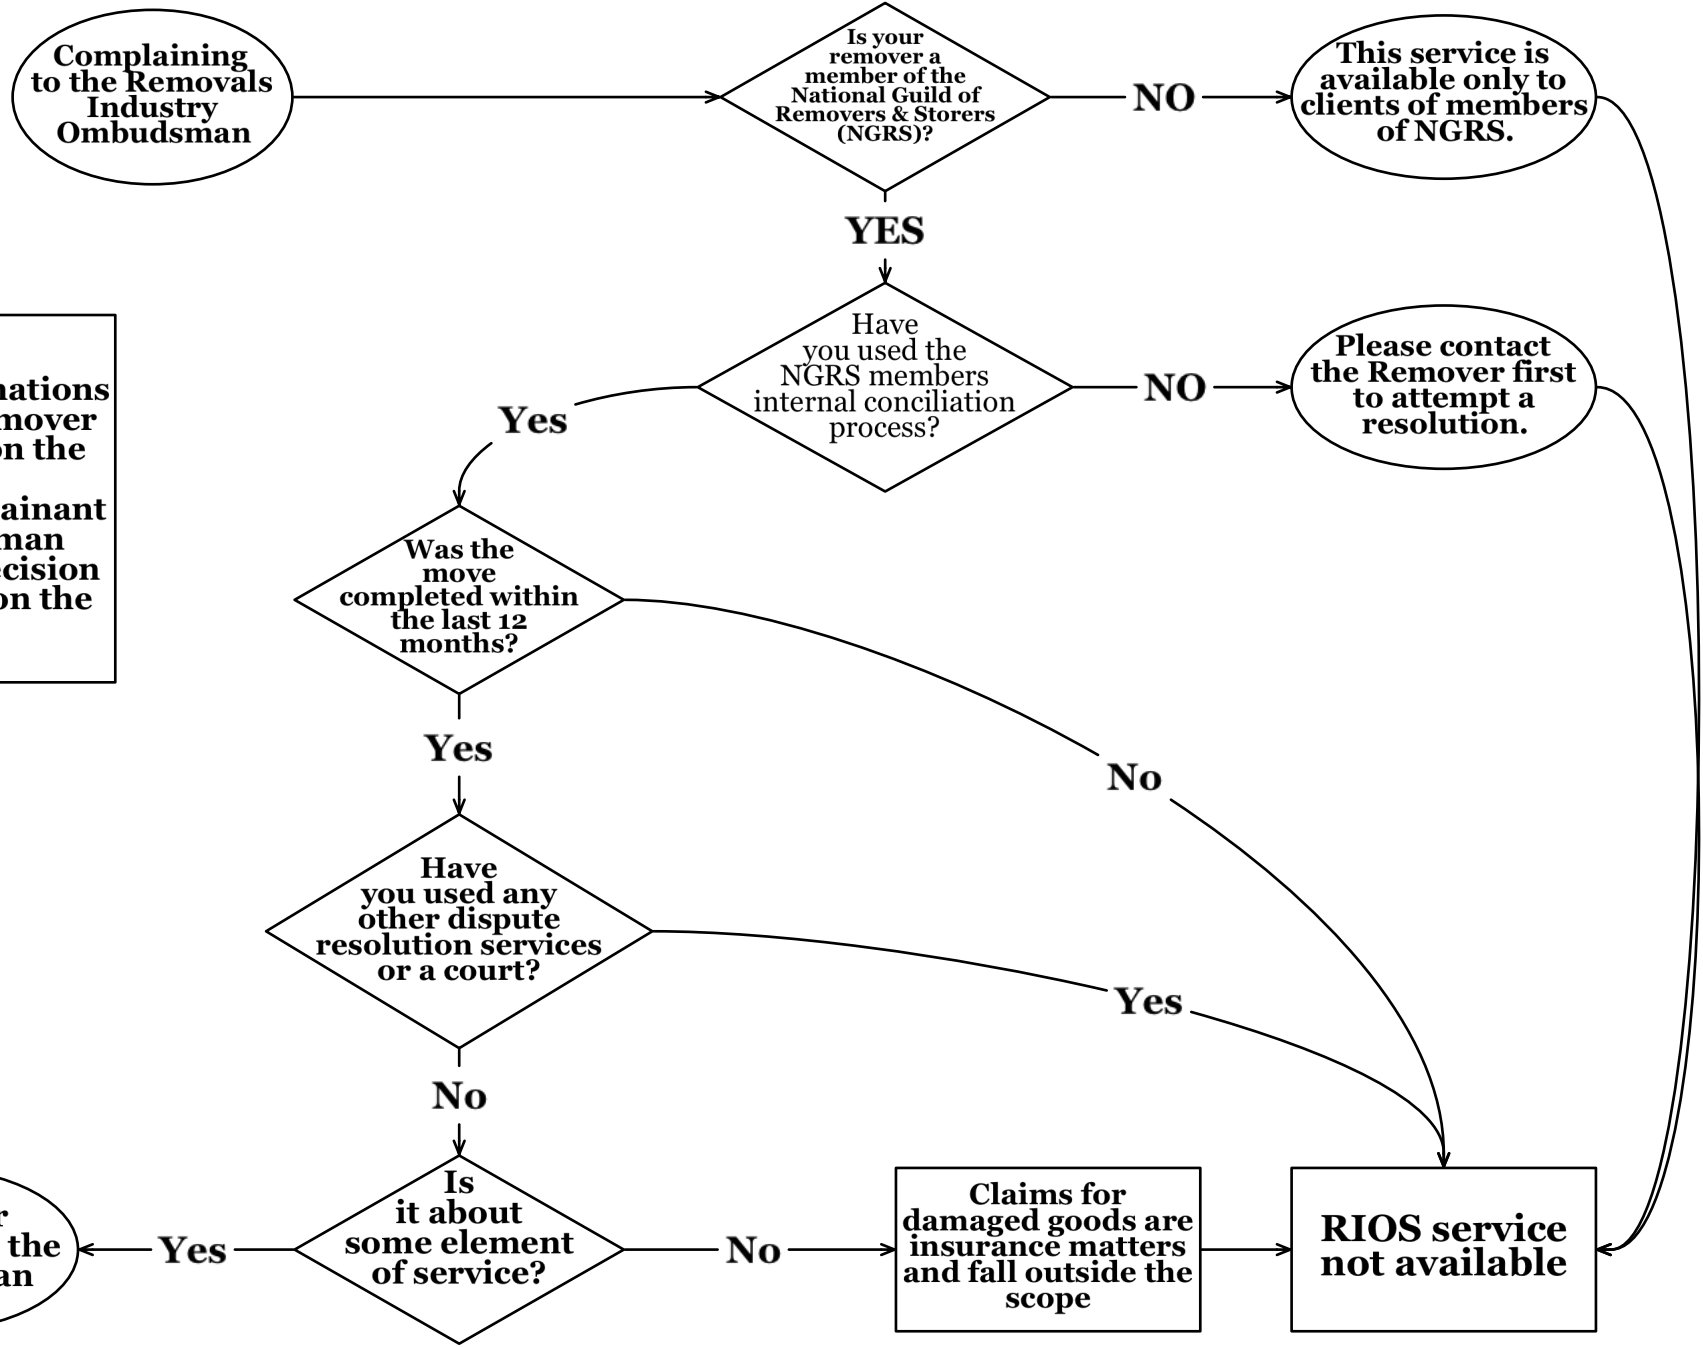 Complaining
to the Removals
Industry
Ombudsman
Is your
remover a
member of the
National Guild of
Removers & Storers
(NGRS)?
NO
This service is
available only to
clients of members
of NGRS.
YES
Have
you used the
NGRS members
internal conciliation
process?
NO
Please contact
the Remover first
to attempt a
resolution.
Yes
on the
on the
Was the
move
completed within
the last 12
months?
Yes
No
Have
you used any
other dispute
resolution services
or a court?
Yes
No
Is
it about
some element
of service?
Yes
the
No
Claims for
damaged goods are
insurance matters
and fall outside the
scope
RIOS service
not available